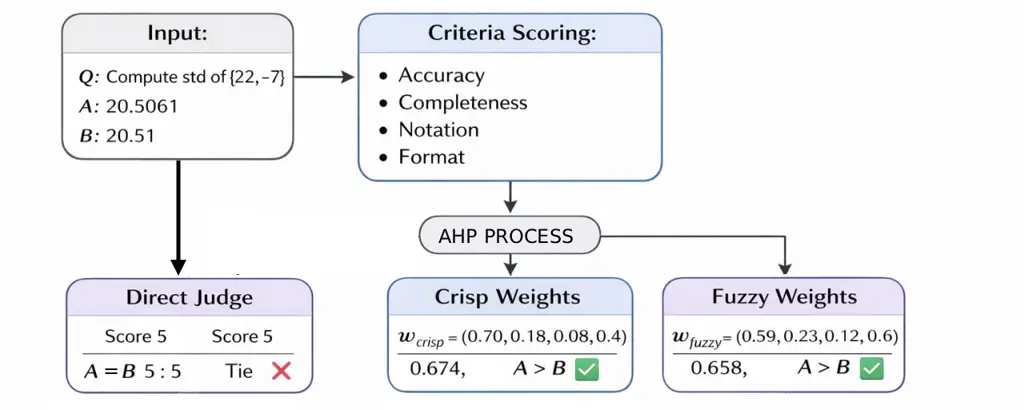 Input:
Q: Compute std of {22, –7}
A: 20.5061
B: 20.51
Criteria Scoring:
• Accuracy
• Completeness
• Notation
• Format
AHP PROCESS
Direct Judge
Score 5 Score 5
A = B 5 : 5 Tie ❌
Crisp Weights
w_crisp = (0.70, 0.18, 0.08, 0.4)
0.674, A > B ✅
Fuzzy Weights
w_fuzzy = (0.59, 0.23, 0.12, 0.6)
0.658, A > B ✅